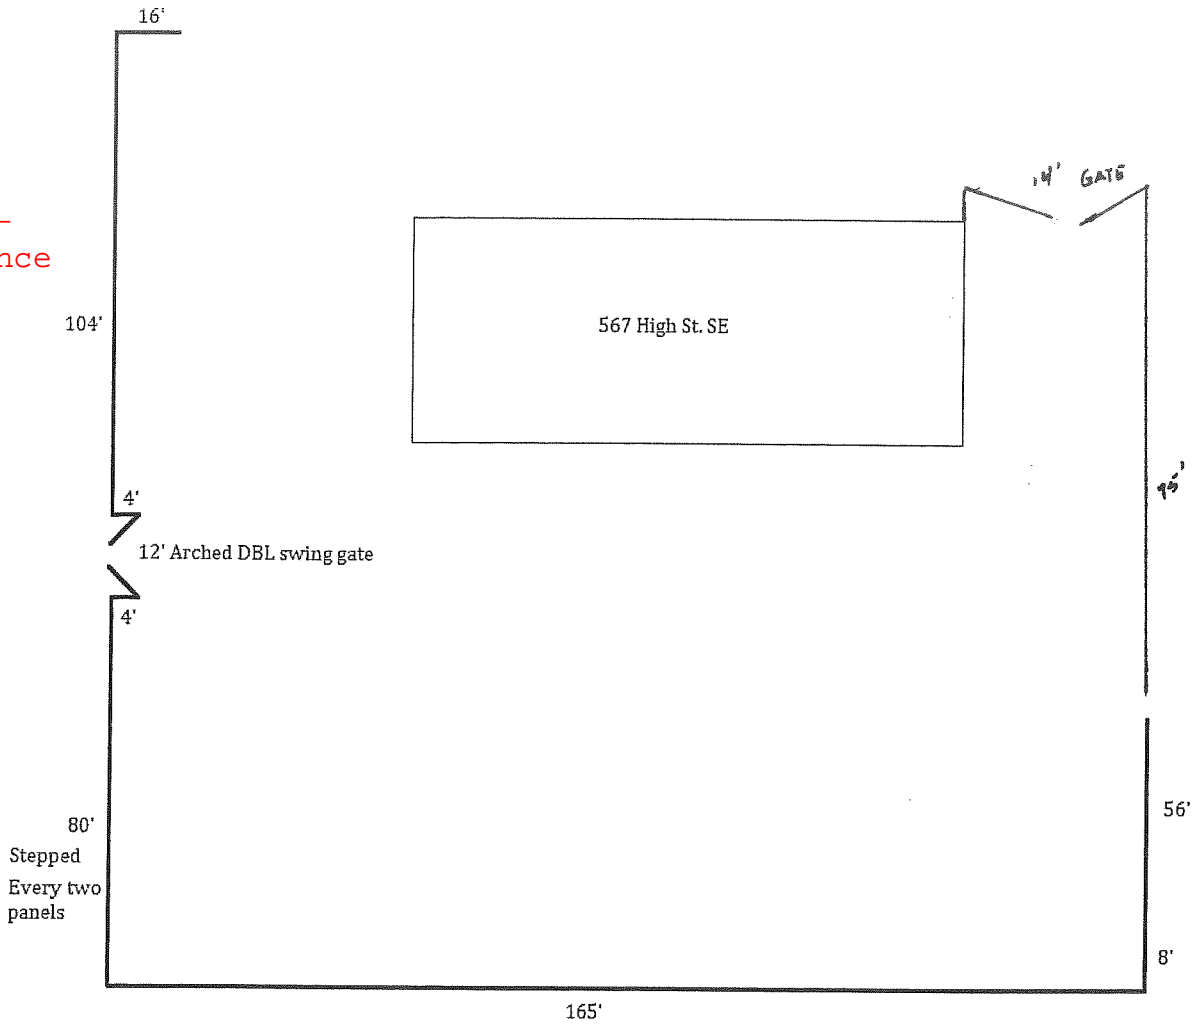 16'
14' GATE
nce
104'
567 High St. SE
4'
12' Arched DBL swing gate
4'
56'
80'
Stepped
Every two
panels
8'
165'